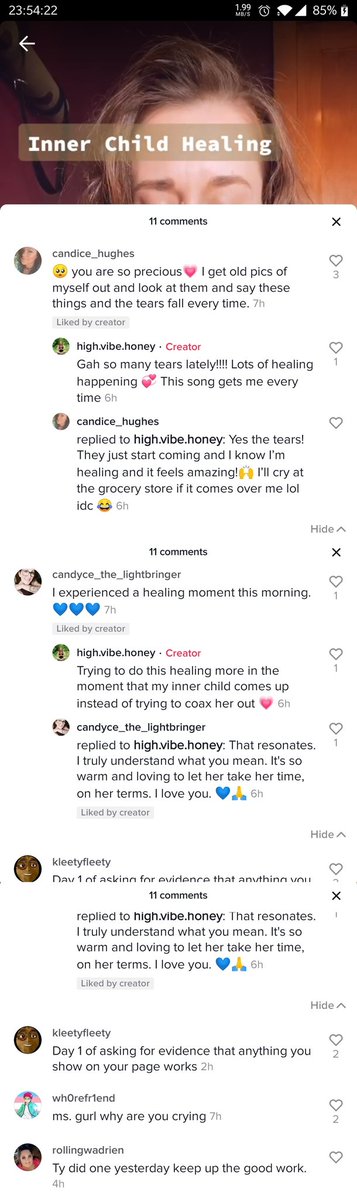 23:54:22
1.99
MB/S
85%
Inner Child Healing
11 comments
candice_hughes
🥺 you are so precious💗 I get old pics of
myself out and look at them and say these
things and the tears fall every time. 7h
3
Liked by creator
high.vibe.honey · Creator
Gah so many tears lately!!!! Lots of healing
happening 💞 This song gets me every
time 6h
1
candice_hughes
replied to high.vibe.honey: Yes the tears!
They just start coming and I know I'm
healing and it feels amazing!🙌 I'll cry at
the grocery store if it comes over me lol
idc 😂 6h
Hide
11 comments
candyce_the_lightbringer
I experienced a healing moment this morning.
💙💙💙 7h
1
Liked by creator
high.vibe.honey · Creator
Trying to do this healing more in the
moment that my inner child comes up
instead of trying to coax her out 💗 6h
1
candyce_the_lightbringer
replied to high.vibe.honey: That resonates.
I truly understand what you mean. It's so
warm and loving to let her take her time,
on her terms. I love you. 💙🙏 6h
1
Liked by creator
Hide
kleetyfleety
Day 1 of asking for evidence that anything you
11 comments
replied to high.vibe.honey: That resonates.
I truly understand what you mean. It's so
warm and loving to let her take her time,
on her terms. I love you. 💙🙏 6h
Liked by creator
Hide
kleetyfleety
Day 1 of asking for evidence that anything you
show on your page works 2h
2
wh0refr1end
ms. gurl why are you crying 7h
2
rollingwadrien
Ty did one yesterday keep up the good work.
4h